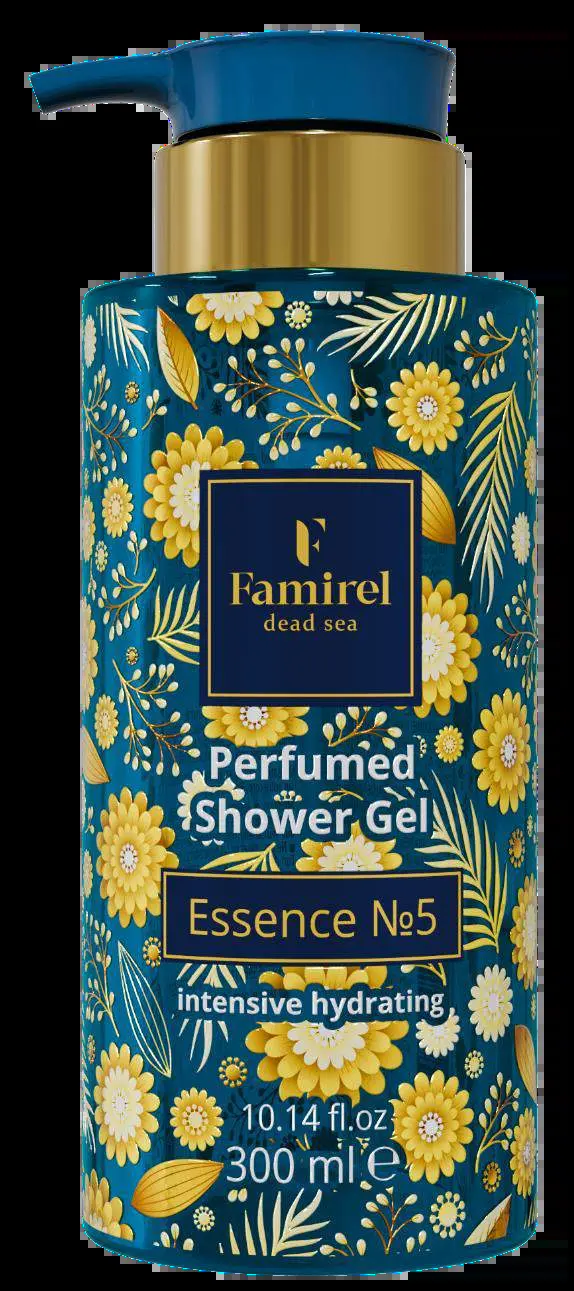 F
Famirel
dead sea
Perfumed
Shower Gel
Essence №5
intensive hydrating
10.14 fl.oz
300 ml ℮